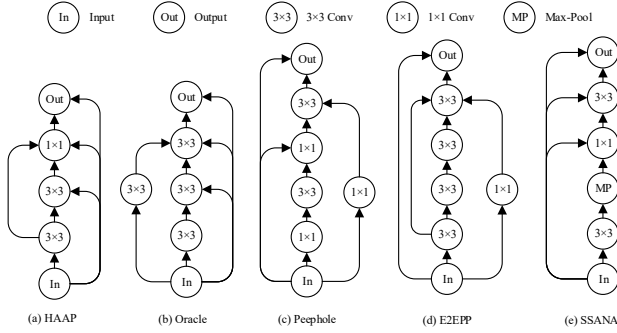 In Input Out Output 3×3 3×3 Conv 1×1 1×1 Conv MP Max-Pool
Out
1×1
3×3
3×3
In
(a) HAAP
Out
3×3
3×3
3×3
3×3
In
(b) Oracle
Out
3×3
1×1
3×3
1×1
1×1
In
(c) Peephole
Out
3×3
3×3
3×3
1×1
3×3
In
(d) E2EPP
Out
3×3
1×1
MP
3×3
In
(e) SSANA